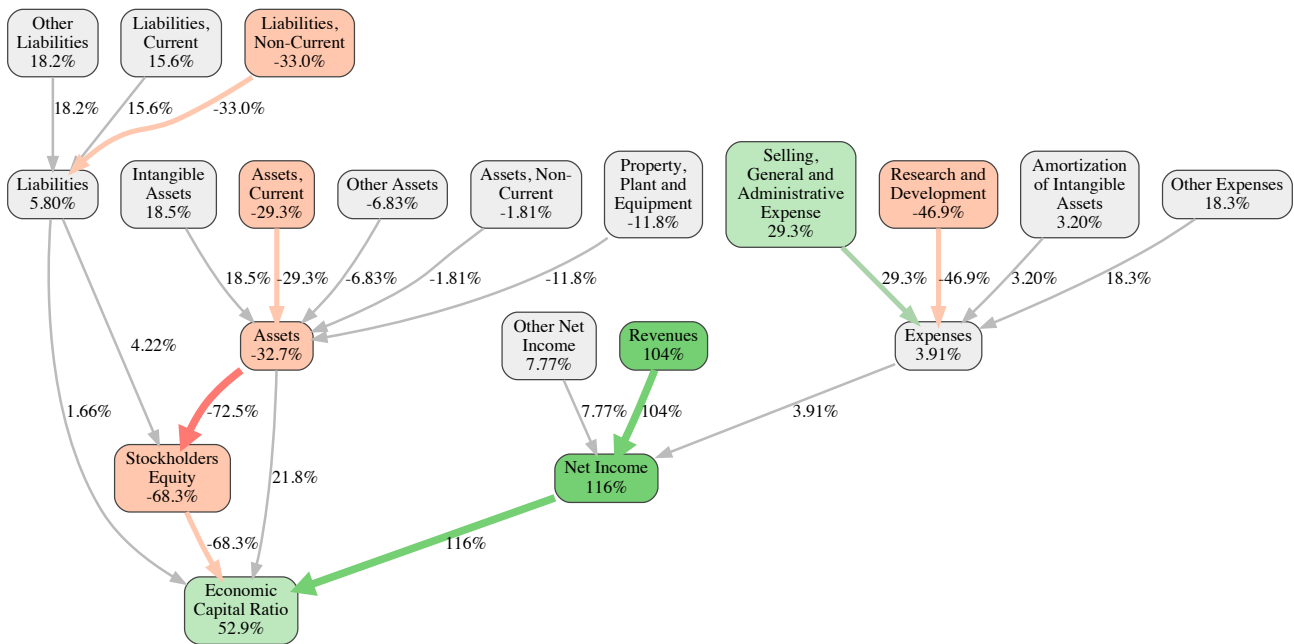 Other
Liabilities
18.2%
Liabilities,
Current
15.6%
Liabilities,
Non-Current
-33.0%
18.2%
15.6%
-33.0%
Liabilities
5.80%
Intangible
Assets
18.5%
Assets,
Current
-29.3%
Other Assets
-6.83%
Assets, Non-
Current
-1.81%
Property,
Plant and
Equipment
-11.8%
Selling,
General and
Administrative
Expense
29.3%
Research and
Development
-46.9%
Amortization
of Intangible
Assets
3.20%
Other Expenses
18.3%
18.5%
-29.3%
-6.83%
-1.81%
-11.8%
29.3%
-46.9%
3.20%
18.3%
Assets
-32.7%
Other Net
Income
7.77%
Revenues
104%
Expenses
3.91%
4.22%
1.66%
-72.5%
7.77%
104%
3.91%
Stockholders
Equity
-68.3%
21.8%
Net Income
116%
-68.3%
116%
Economic
Capital Ratio
52.9%